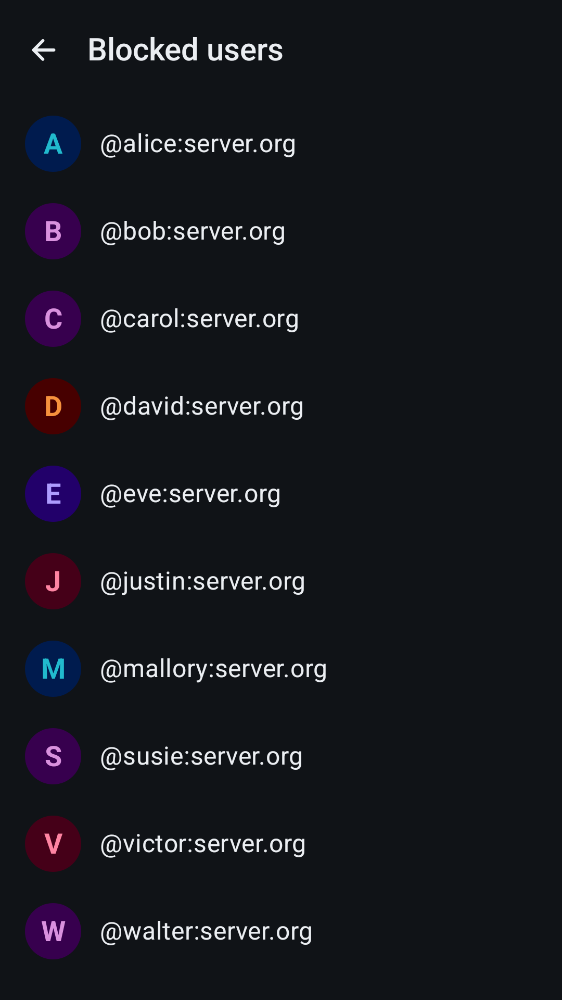 Blocked users
A @alice:server.org
B @bob:server.org
C @carol:server.org
D @david:server.org
E @eve:server.org
J @justin:server.org
M @mallory:server.org
S @susie:server.org
V @victor:server.org
W @walter:server.org